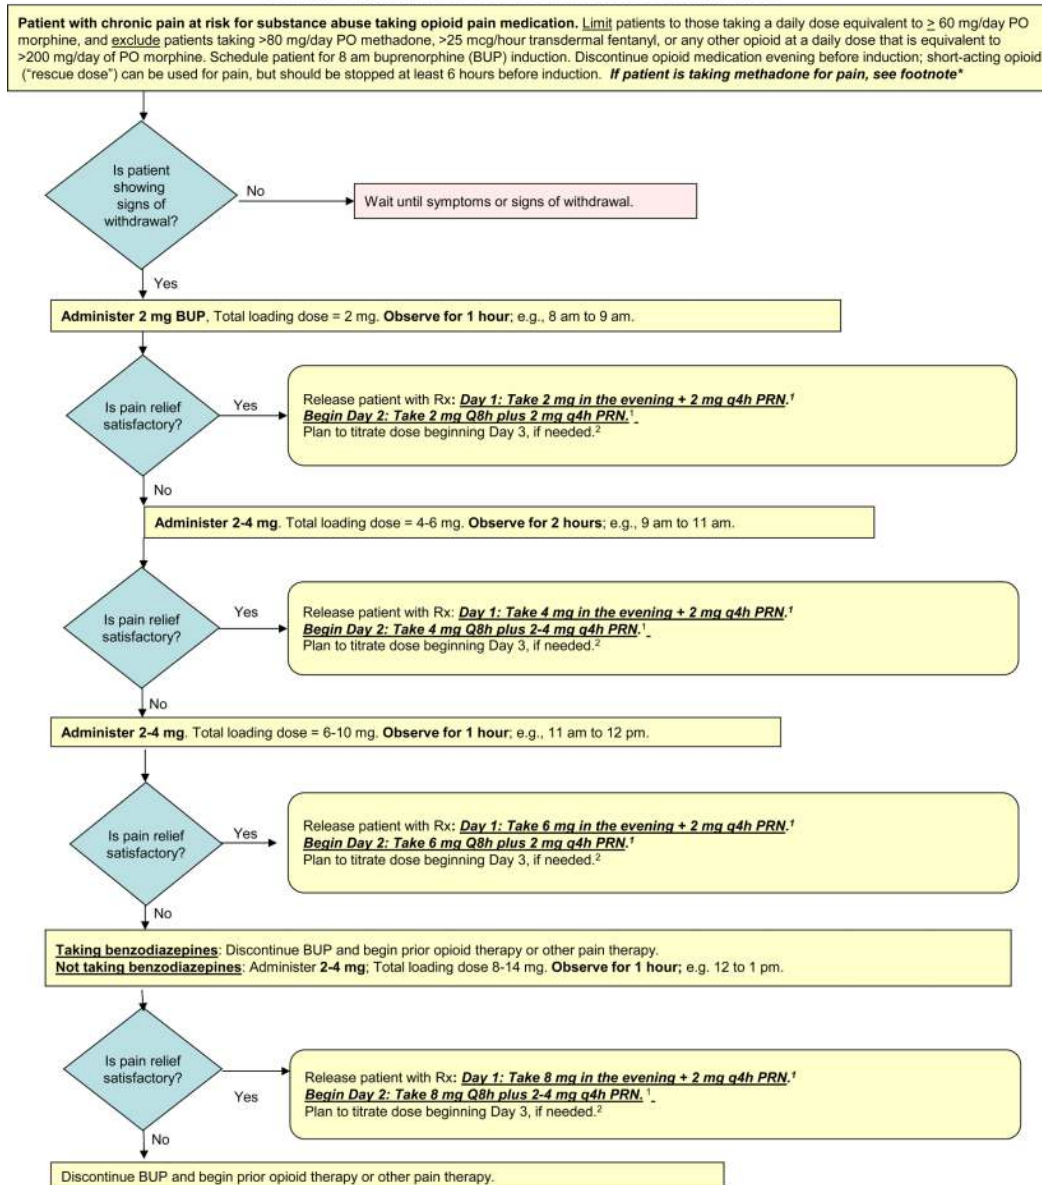 Patient with chronic pain at risk for substance abuse taking opioid pain medication. Limit patients to those taking a daily dose equivalent to ≥ 60 mg/day PO
morphine, and exclude patients taking >80 mg/day PO methadone, >25 mcg/hour transdermal fentanyl, or any other opioid at a daily dose that is equivalent to
>200 mg/day of PO morphine. Schedule patient for 8 am buprenorphine (BUP) induction. Discontinue opioid medication evening before induction; short-acting opioid
("rescue dose") can be used for pain, but should be stopped at least 6 hours before induction. If patient is taking methadone for pain, see footnote*
Is patient
showing
signs of
withdrawal?
No
Wait until symptoms or signs of withdrawal.
Yes
Administer 2 mg BUP, Total loading dose = 2 mg. Observe for 1 hour; e.g., 8 am to 9 am.
Is pain relief
satisfactory?
Yes
Release patient with Rx: Day 1: Take 2 mg in the evening + 2 mg q4h PRN.¹
Begin Day 2: Take 2 mg Q8h plus 2 mg q4h PRN.¹
Plan to titrate dose beginning Day 3, if needed.²
No
Administer 2-4 mg. Total loading dose = 4-6 mg. Observe for 2 hours; e.g., 9 am to 11 am.
Is pain relief
satisfactory?
Yes
Release patient with Rx: Day 1: Take 4 mg in the evening + 2 mg q4h PRN.¹
Begin Day 2: Take 4 mg Q8h plus 2-4 mg q4h PRN.¹
Plan to titrate dose beginning Day 3, if needed.²
No
Administer 2-4 mg. Total loading dose = 6-10 mg. Observe for 1 hour; e.g., 11 am to 12 pm.
Is pain relief
satisfactory?
Yes
Release patient with Rx: Day 1: Take 6 mg in the evening + 2 mg q4h PRN.¹
Begin Day 2: Take 6 mg Q8h plus 2 mg q4h PRN.¹
Plan to titrate dose beginning Day 3, if needed.²
No
Taking benzodiazepines: Discontinue BUP and begin prior opioid therapy or other pain therapy.
Not taking benzodiazepines: Administer 2-4 mg; Total loading dose 8-14 mg. Observe for 1 hour; e.g. 12 to 1 pm.
Is pain relief
satisfactory?
Yes
Release patient with Rx: Day 1: Take 8 mg in the evening + 2 mg q4h PRN.¹
Begin Day 2: Take 8 mg Q8h plus 2-4 mg q4h PRN. ¹
Plan to titrate dose beginning Day 3, if needed.²
No
Discontinue BUP and begin prior opioid therapy or other pain therapy.